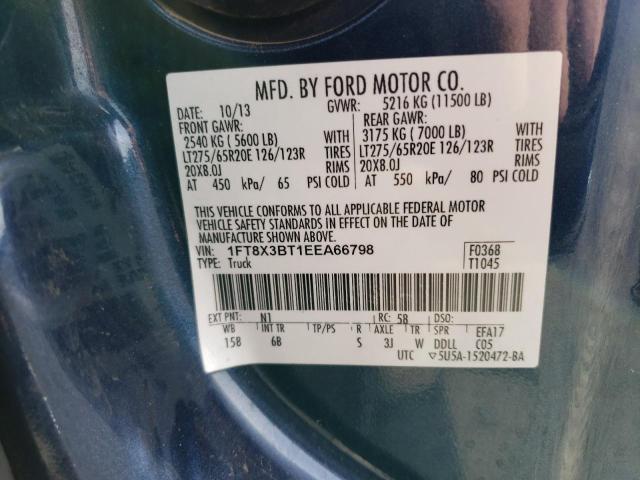 MFD. BY FORD MOTOR CO.
DATE: 10/13 GVWR: 5216 KG (11500 LB)
FRONT GAWR: REAR GAWR:
2540 KG (5600 LB) WITH 3175 KG (7000 LB) WITH
LT275/65R20E 126/123R TIRES LT275/65R20E 126/123R TIRES
20X8.0J RIMS 20X8.0J RIMS
AT 450 kPa/ 65 PSI COLD AT 550 kPa/ 80 PSI COLD
THIS VEHICLE CONFORMS TO ALL APPLICABLE FEDERAL MOTOR
VEHICLE SAFETY STANDARDS IN EFFECT ON THE DATE OF
MANUFACTURE SHOWN ABOVE.
VIN: 1FT8X3BT1EEA66798 F0368
TYPE: Truck T1045
EXT PNT: N1 RC: 58 DSO:
WB INT TR TP/PS R AXLE TR SPR EFA17
158 6B S 3J W DDLL C05
UTC ▽5U5A-1520472-BA